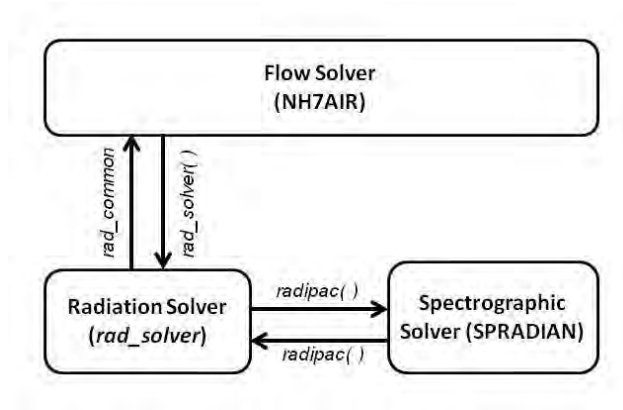 Flow Solver
(NH7AIR)
rad_common
rad_solver( )
Radiation Solver
(rad_solver)
radipac( )
radipac( )
Spectrographic
Solver (SPRADIAN)